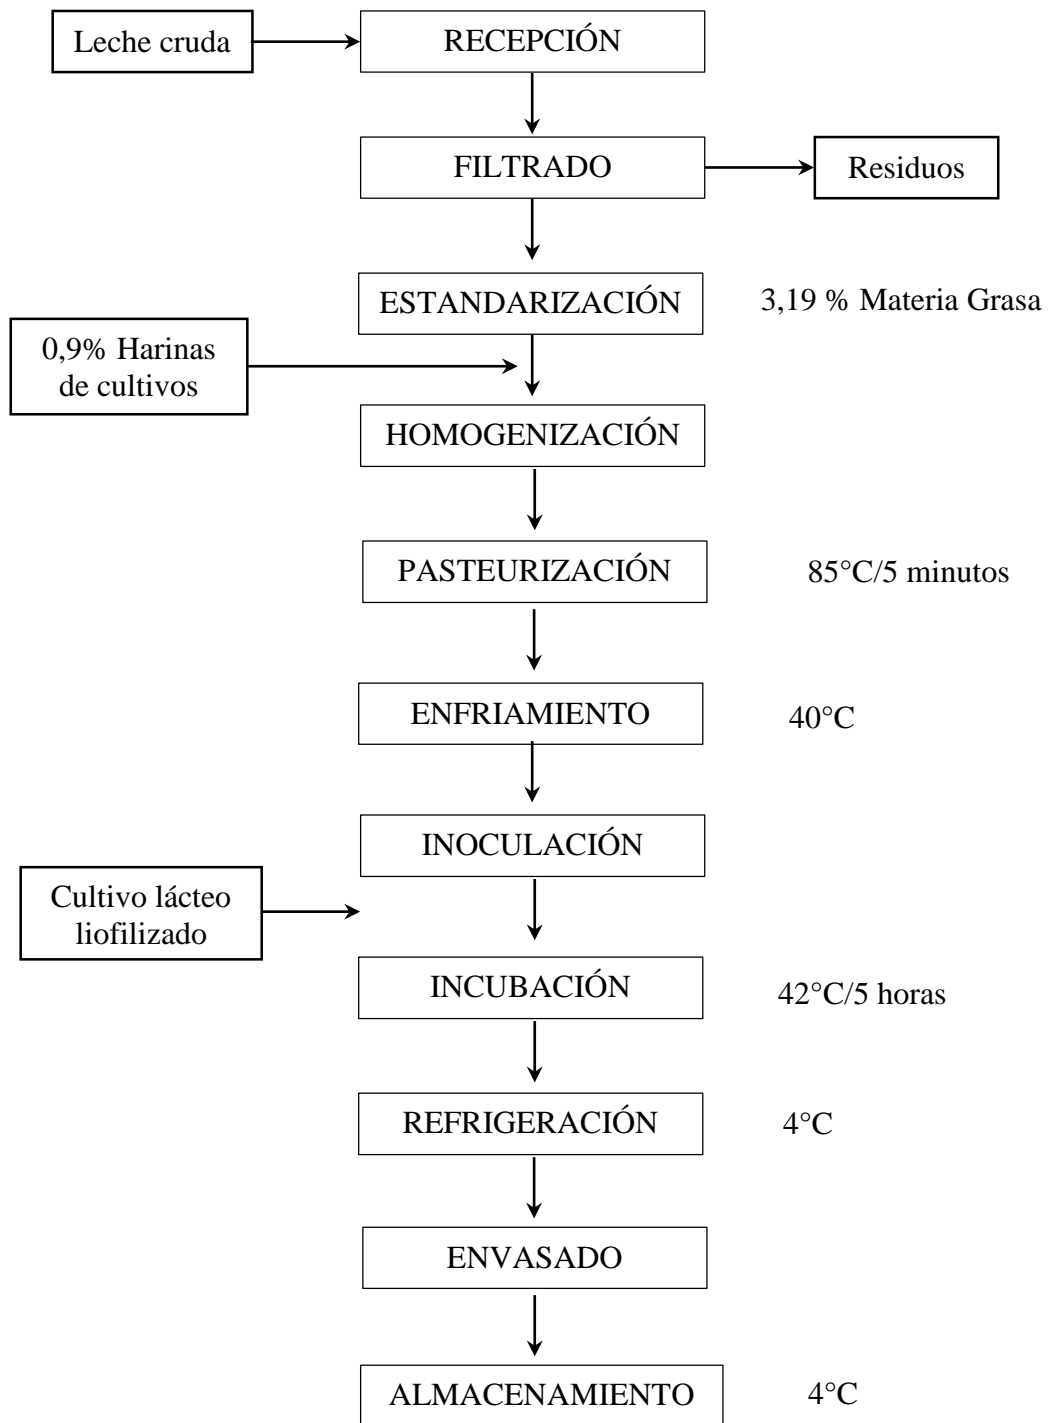 Leche cruda
RECEPCIÓN
FILTRADO
Residuos
ESTANDARIZACIÓN
3,19 % Materia Grasa
0,9% Harinas
de cultivos
HOMOGENIZACIÓN
PASTEURIZACIÓN
85°C/5 minutos
ENFRIAMIENTO
40°C
INOCULACIÓN
Cultivo lácteo
liofilizado
INCUBACIÓN
42°C/5 horas
REFRIGERACIÓN
4°C
ENVASADO
ALMACENAMIENTO
4°C